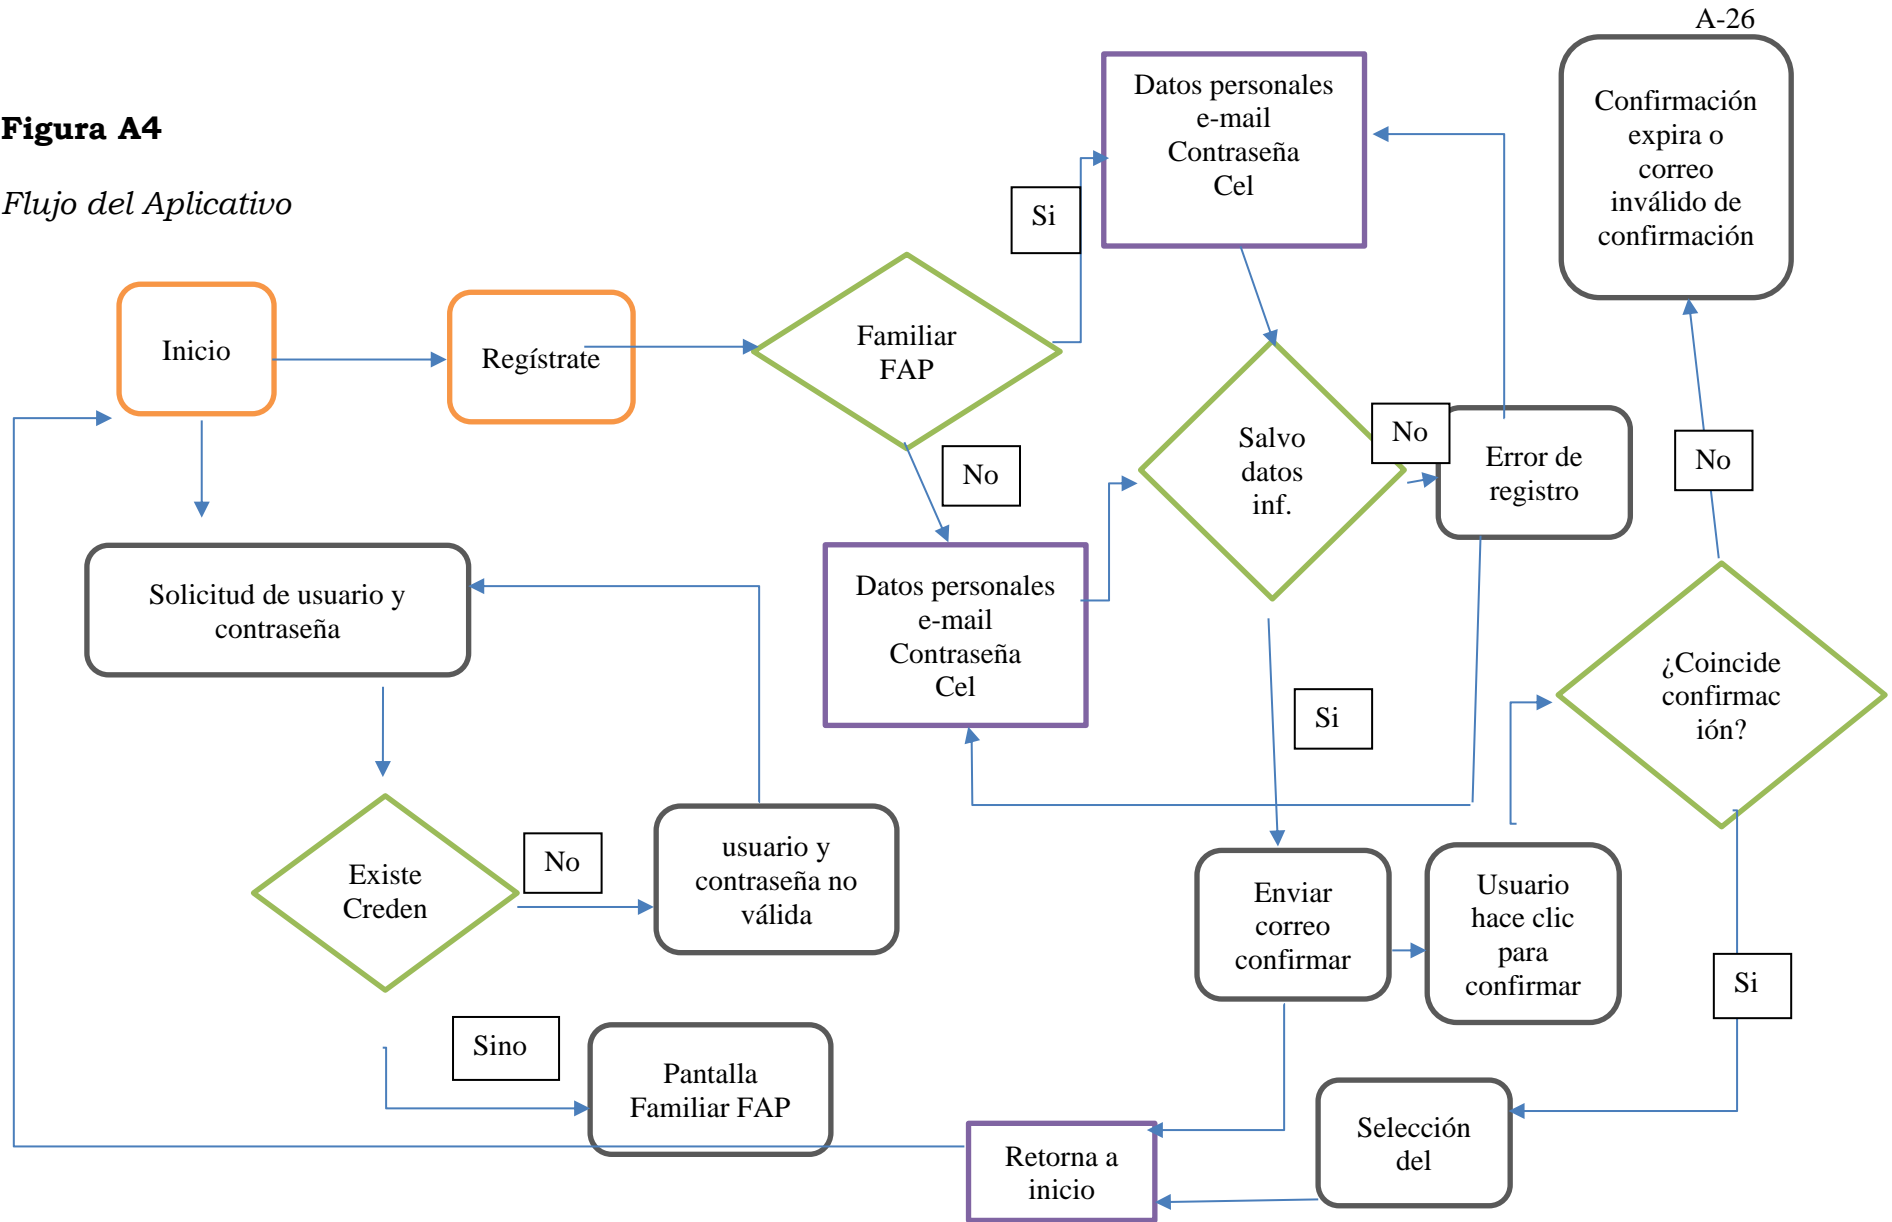 A-26
Figura A4
Flujo del Aplicativo
Inicio
Regístrate
Familiar
FAP
Si
Datos personales
e-mail
Contraseña
Cel
Confirmación
expira o
correo
inválido de
confirmación
No
Salvo
datos
inf.
No
Error de
registro
No
Solicitud de usuario y
contraseña
Datos personales
e-mail
Contraseña
Cel
Si
¿Coincide
confirmac
ión?
Existe
Creden
No
usuario y
contraseña no
válida
Enviar
correo
confirmar
Usuario
hace clic
para
confirmar
Si
Sino
Pantalla
Familiar FAP
Retorna a
inicio
Selección
del